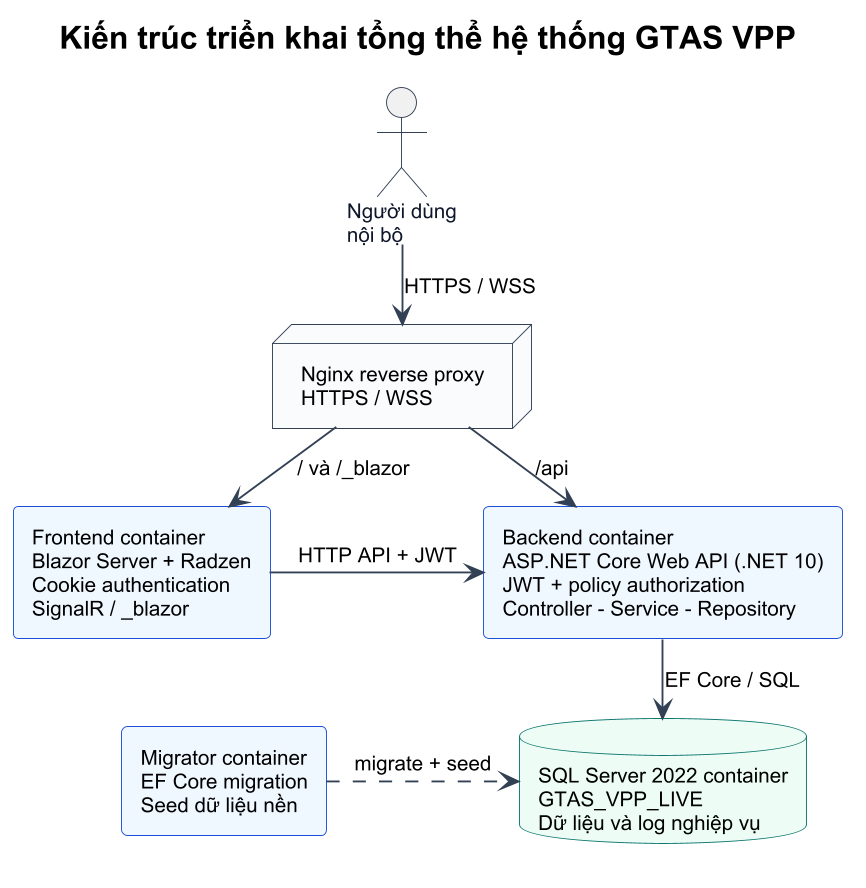 Kiến trúc triển khai tổng thể hệ thống GTAS VPP
Người dùng
nội bộ
HTTPS / WSS
Nginx reverse proxy
HTTPS / WSS
/ và /_blazor
/api
Frontend container
Blazor Server + Radzen
Cookie authentication
SignalR / _blazor
HTTP API + JWT
Backend container
ASP.NET Core Web API (.NET 10)
JWT + policy authorization
Controller - Service - Repository
EF Core / SQL
Migrator container
EF Core migration
Seed dữ liệu nền
migrate + seed
SQL Server 2022 container
GTAS_VPP_LIVE
Dữ liệu và log nghiệp vụ